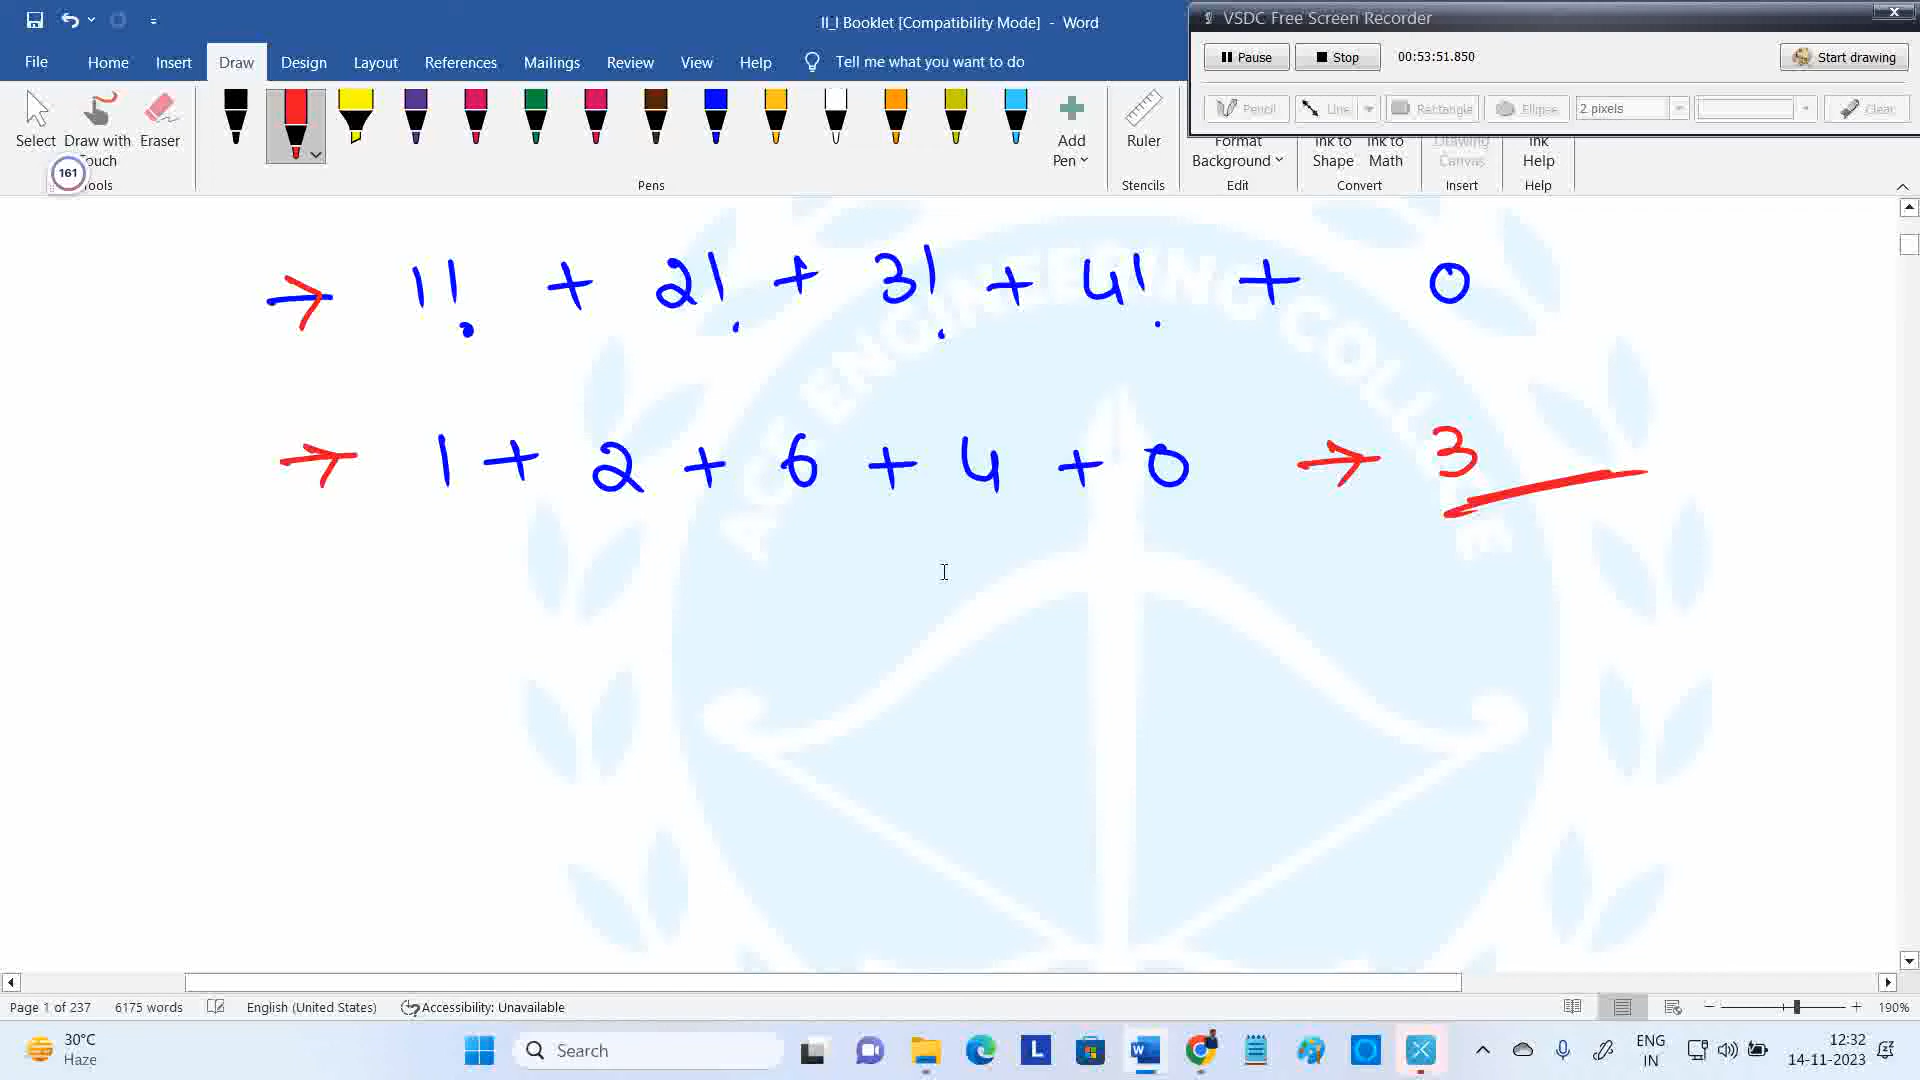 II_I Booklet [Compatibility Mode] - Word
VSDC Free Screen Recorder
Pause Stop 00:53:51.850 Start drawing
File Home Insert Draw Design Layout References Mailings Review View Help Tell me what you want to do
Pencil Line Rectangle Ellipse 2 pixels Clear
Select Draw with Eraser Add Ruler Format Ink to Ink to Drawing Ink
Touch Pen Background Shape Math Canvas Help
161 Tools Pens Stencils Edit Convert Insert Help
→ 1! + 2! + 3! + 4! + 0
→ 1 + 2 + 6 + 4 + 0 → 3
ACE ENGINEERING COLLEGE
Page 1 of 237 6175 words English (United States) Accessibility: Unavailable 190%
30°C
Haze
Search
ENG
IN
12:32
14-11-2023